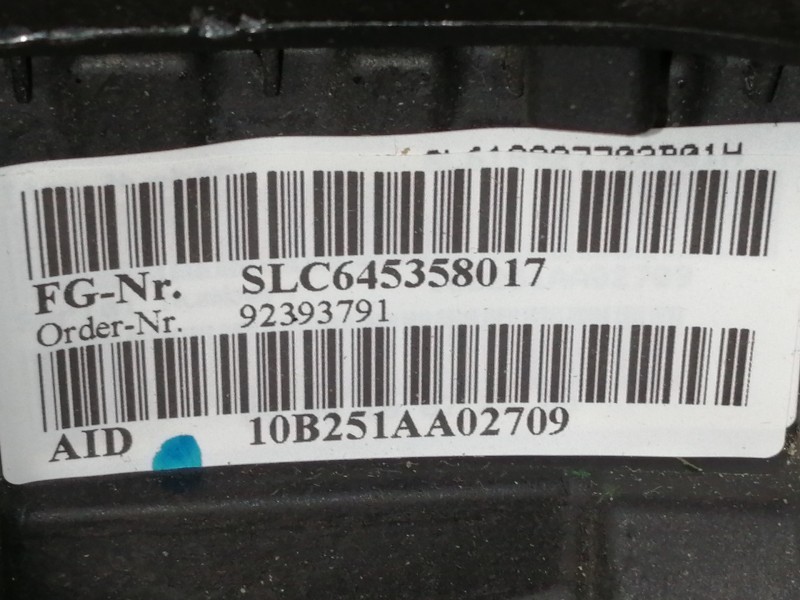 FG-Nr. SLC645358017
Order-Nr. 92393791
AID 10B251AA02709